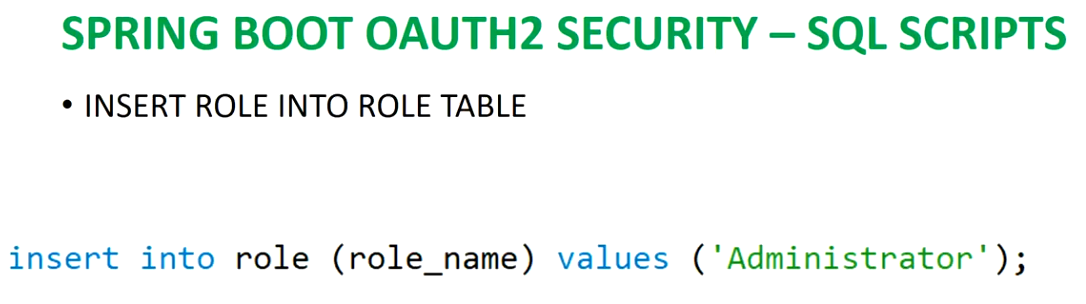 SPRING BOOT OAUTH2 SECURITY – SQL SCRIPTS
• INSERT ROLE INTO ROLE TABLE
insert into role (role_name) values ('Administrator');